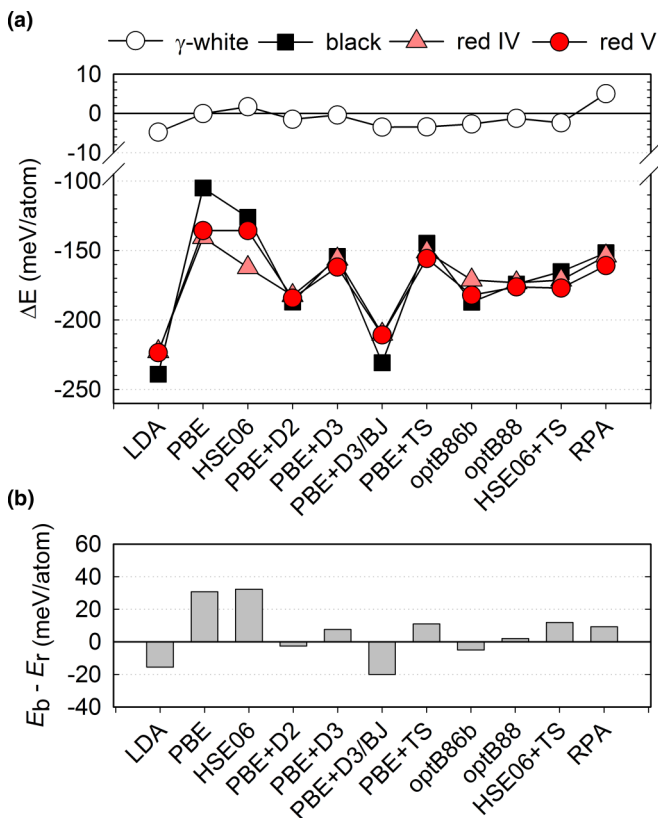 (a)
γ-white black red IV red V
10
0
-10
-100
-150
-200
-250
ΔE (meV/atom)
LDA
PBE
HSE06
PBE+D2
PBE+D3
PBE+D3/BJ
PBE+TS
optB86b
optB88
HSE06+TS
RPA
(b)
60
40
20
0
-20
-40
Eb - Er (meV/atom)
LDA
PBE
HSE06
PBE+D2
PBE+D3
PBE+D3/BJ
PBE+TS
optB86b
optB88
HSE06+TS
RPA